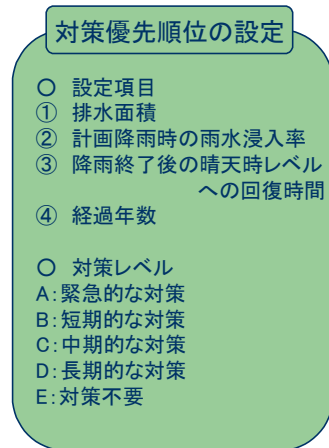 対策優先順位の設定
○ 設定項目
① 排水面積
② 計画降雨時の雨水浸入率
③ 降雨終了後の晴天時レベル
への回復時間
④ 経過年数
○ 対策レベル
A:緊急的な対策
B:短期的な対策
C:中期的な対策
D:長期的な対策
E:対策不要